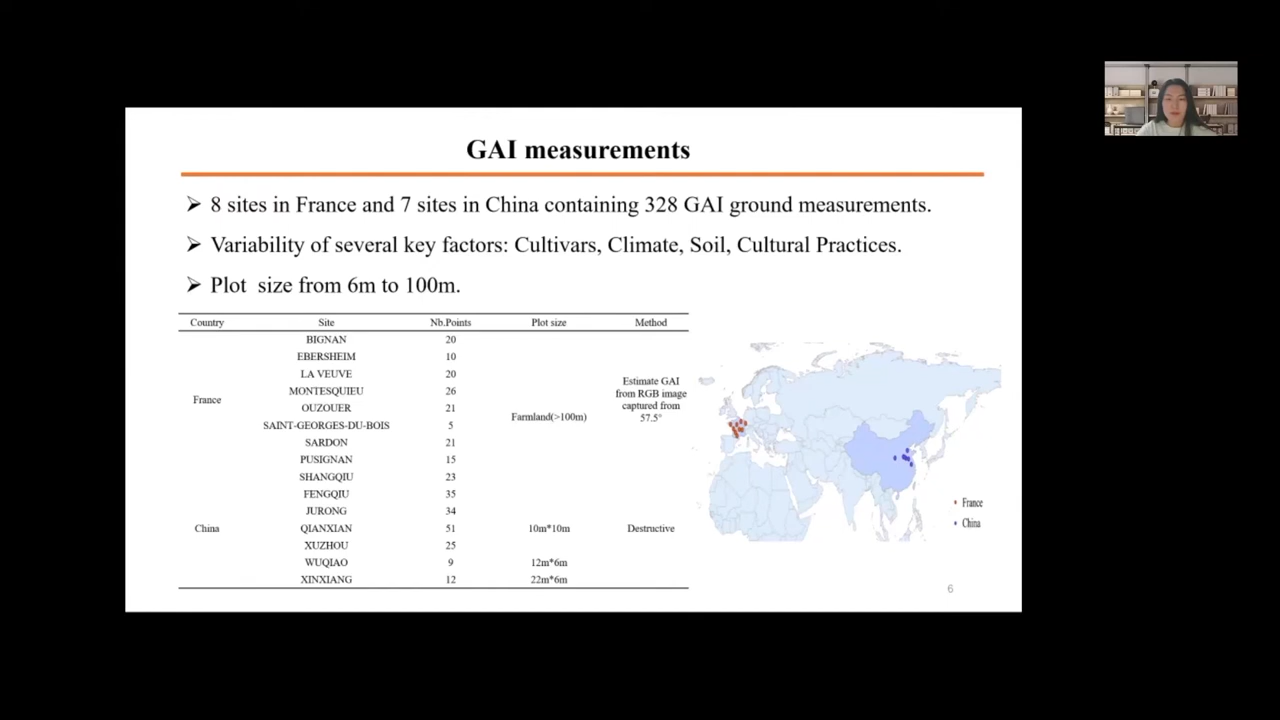 GAI measurements
➢ 8 sites in France and 7 sites in China containing 328 GAI ground measurements.
➢ Variability of several key factors: Cultivars, Climate, Soil, Cultural Practices.
➢ Plot size from 6m to 100m.
Country Site Nb.Points Plot size Method
BIGNAN 20
EBERSHEIM 10
LA VEUVE 20
MONTESQUIEU 26
OUZOUER 21
SAINT-GEORGES-DU-BOIS 5
SARDON 21
PUSIGNAN 15
SHANGQIU 23
FENGQIU 35
JURONG 34
QIANXIAN 51
XUZHOU 25
WUQIAO 9
XINXIANG 12
France
China
Farmland(>100m)
10m*10m
12m*6m
22m*6m
Estimate GAI
from RGB image
captured from
57.5°
Destructive
France
China
6